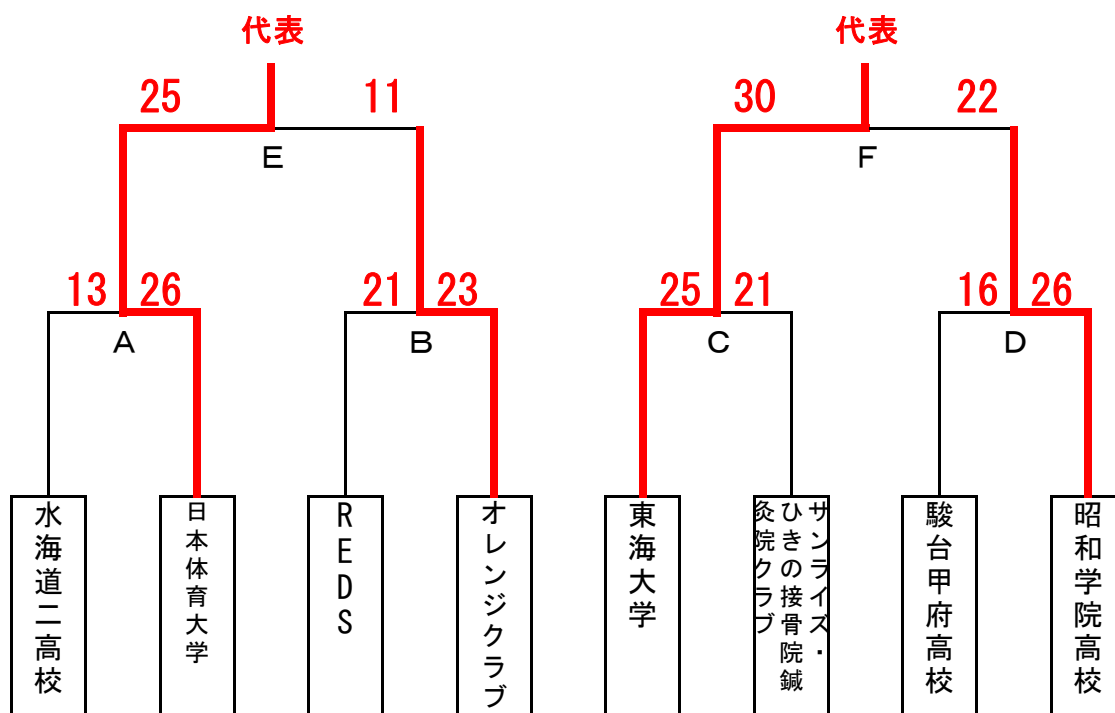 代表
代表
25
11
30
22
E
F
13
26
21
23
25
21
16
26
A
B
C
D
水海道二高校
日本体育大学
REDS
オレンジクラブ
東海大学
サンライズ・
ひきの接骨院鍼
灸院クラブ
駿台甲府高校
昭和学院高校